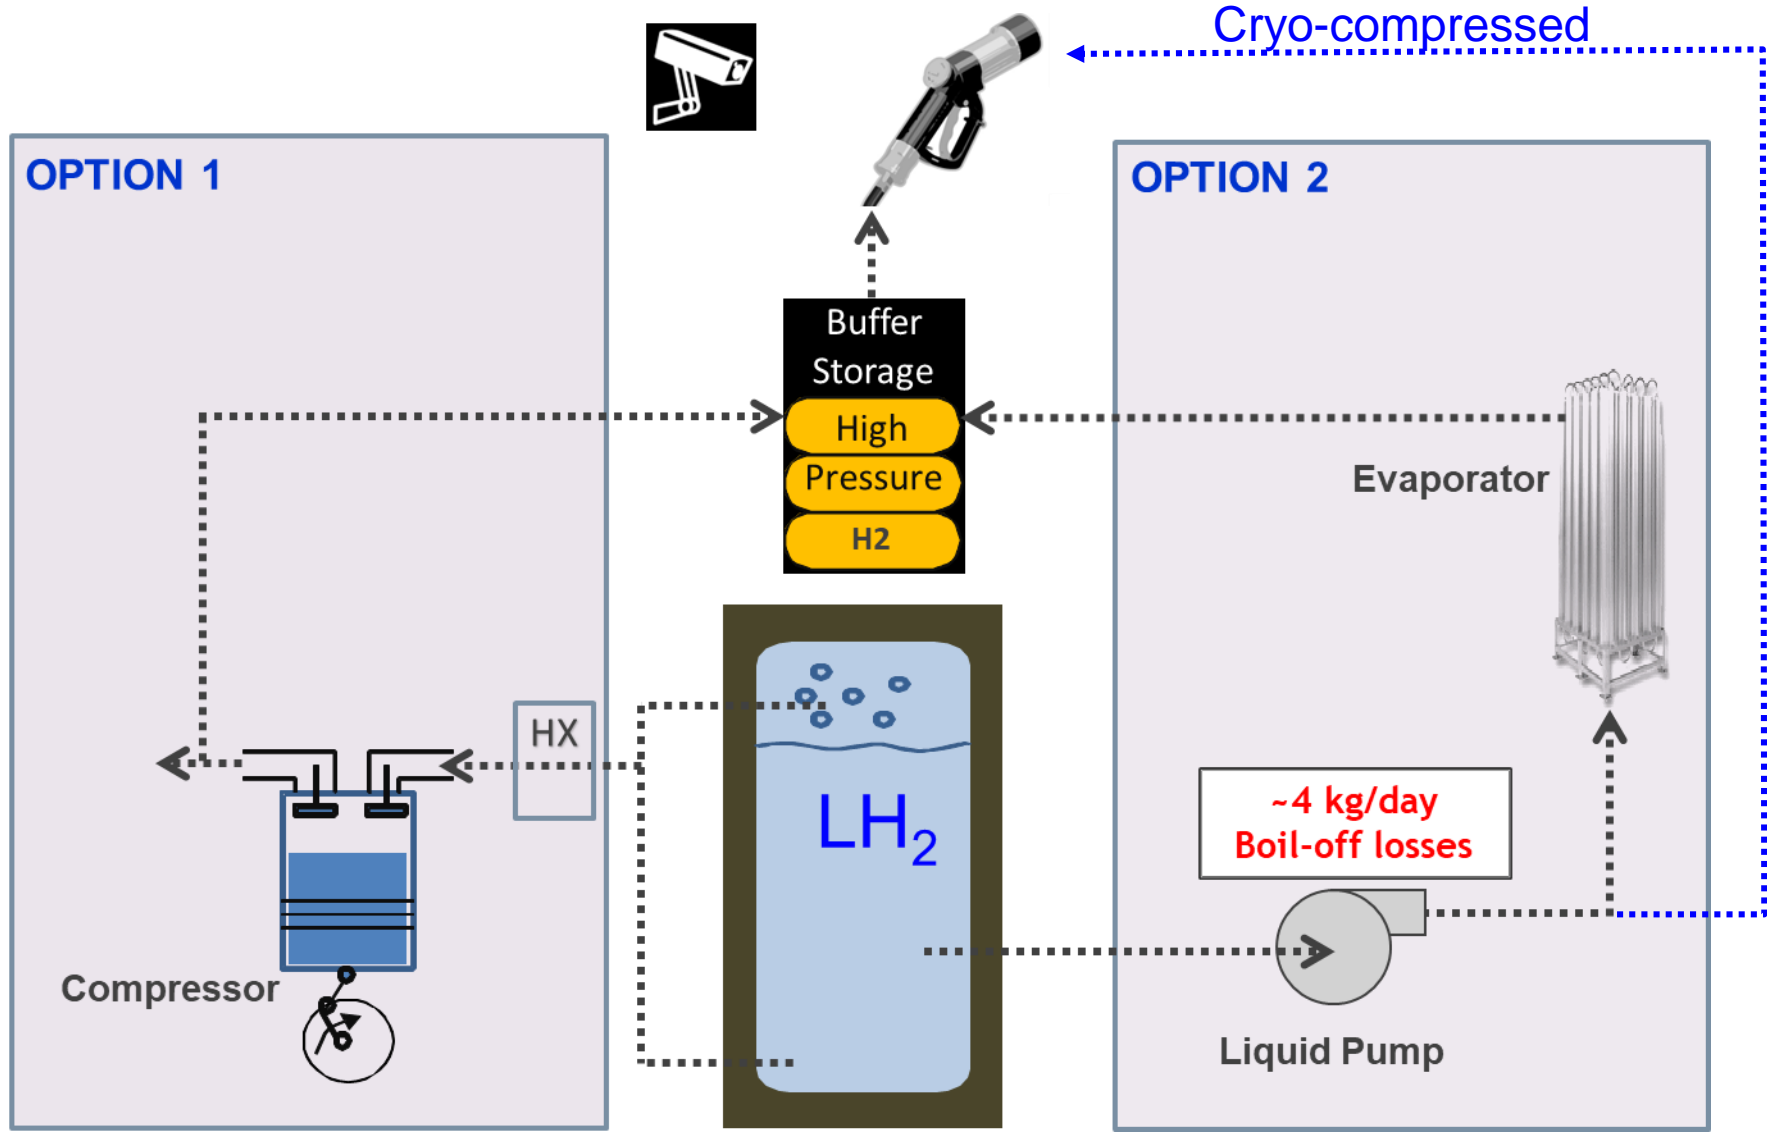 Cryo-compressed
OPTION 1
OPTION 2
Buffer
Storage
High
Pressure
H2
Evaporator
HX
LH₂
~4 kg/day
Boil-off losses
Compressor
Liquid Pump